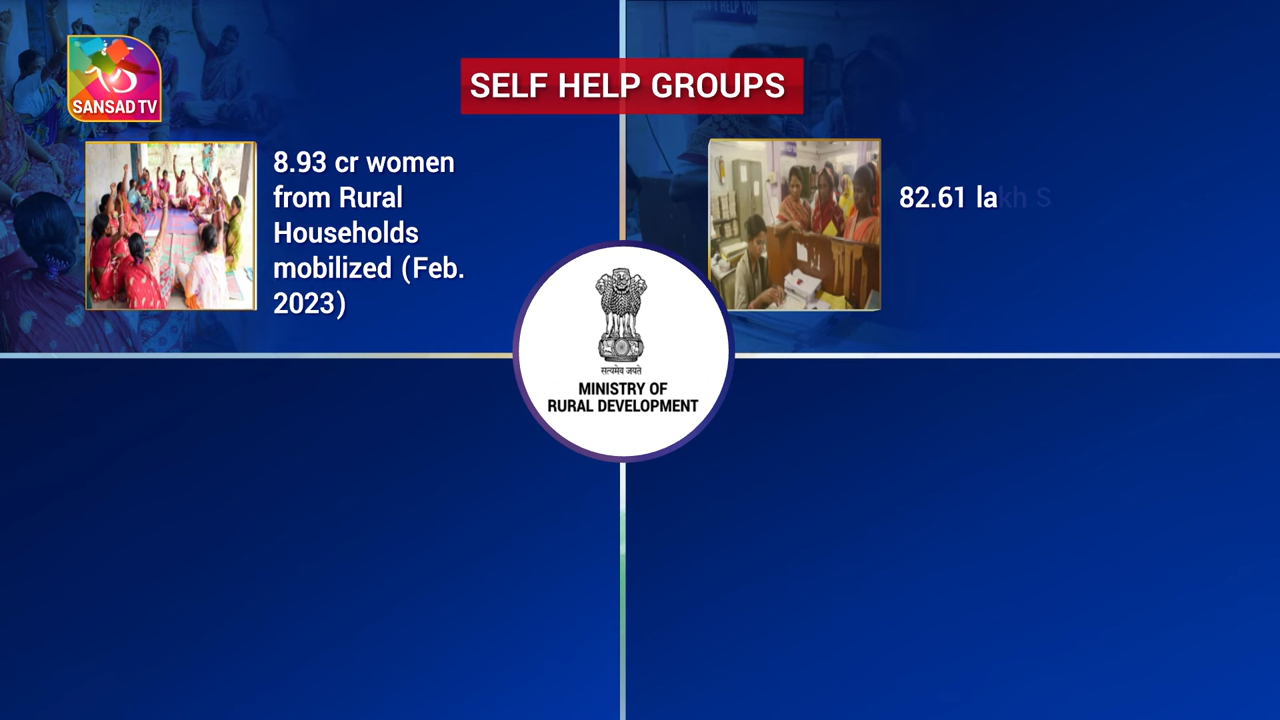 SANSAD TV
SELF HELP GROUPS
8.93 cr women
from Rural
Households
mobilized (Feb.
2023)
82.61 lakh S
सत्यमेव जयते
MINISTRY OF
RURAL DEVELOPMENT